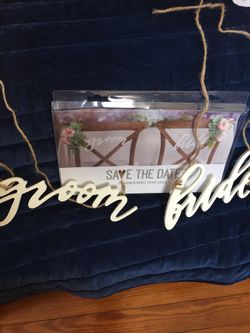 groom bride
SAVE THE DATE